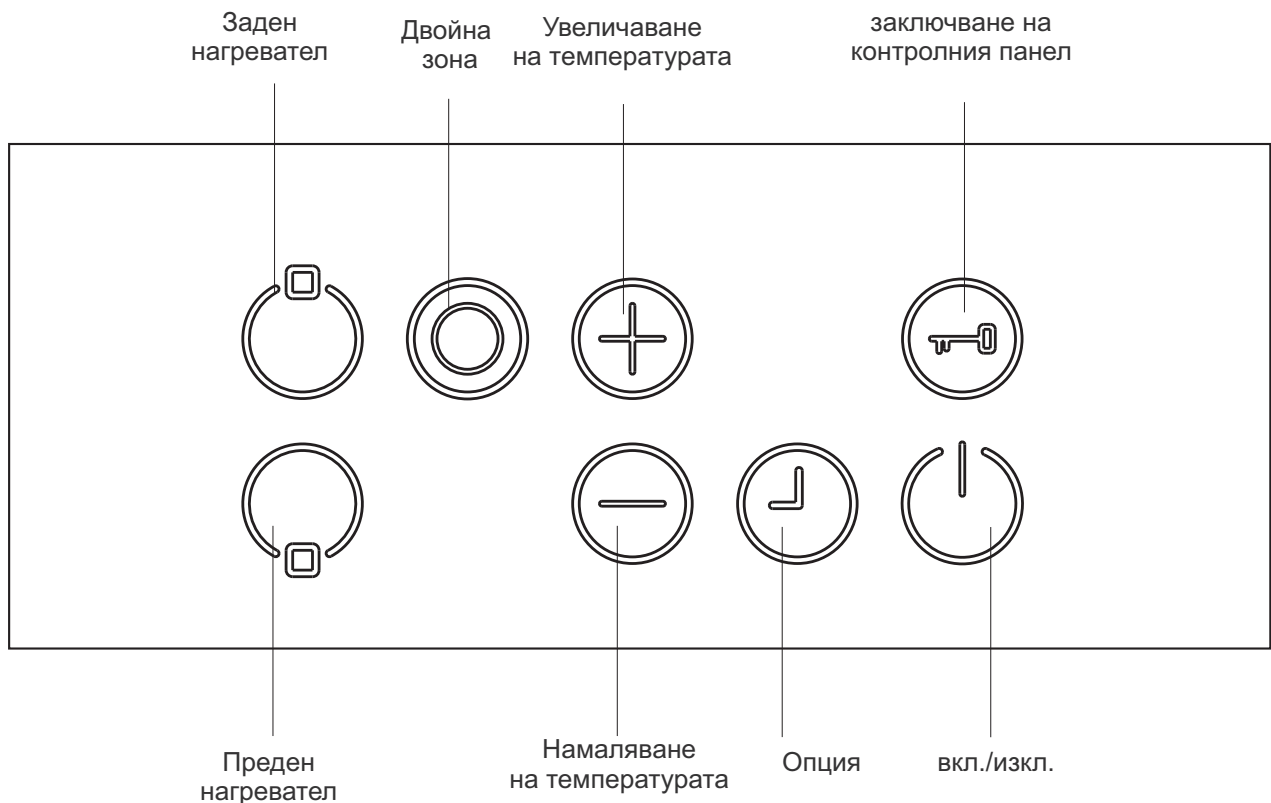 Заден
нагревател
Двойна
зона
Увеличаване
на температурата
заключване на
контролния панел
Преден
нагревател
Намаляване
на температурата
Опция
вкл./изкл.